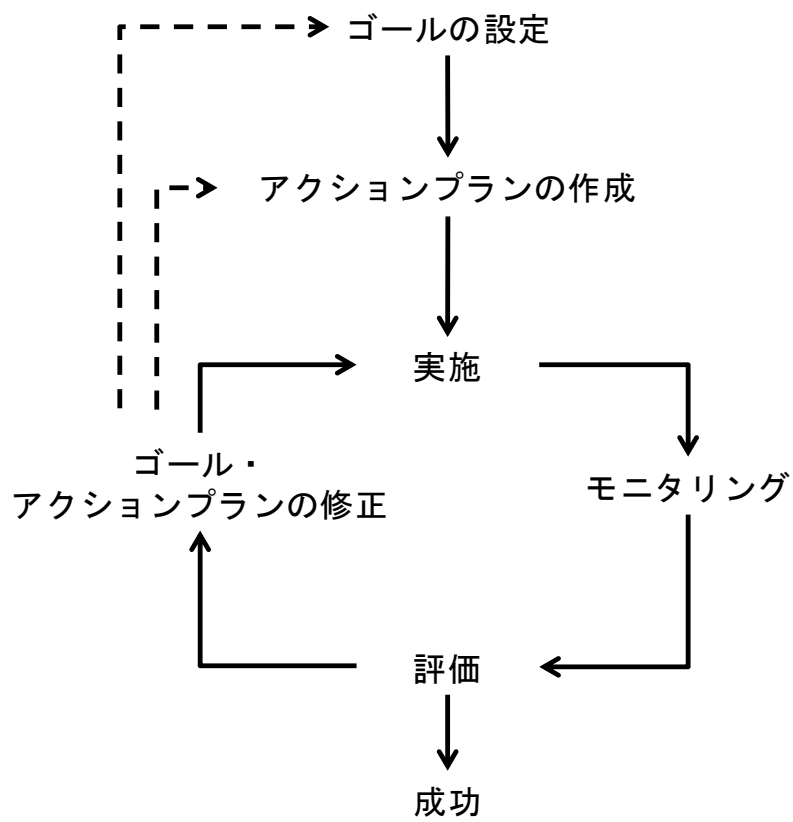 ゴールの設定
アクションプランの作成
実施
ゴール・
アクションプランの修正
モニタリング
評価
成功